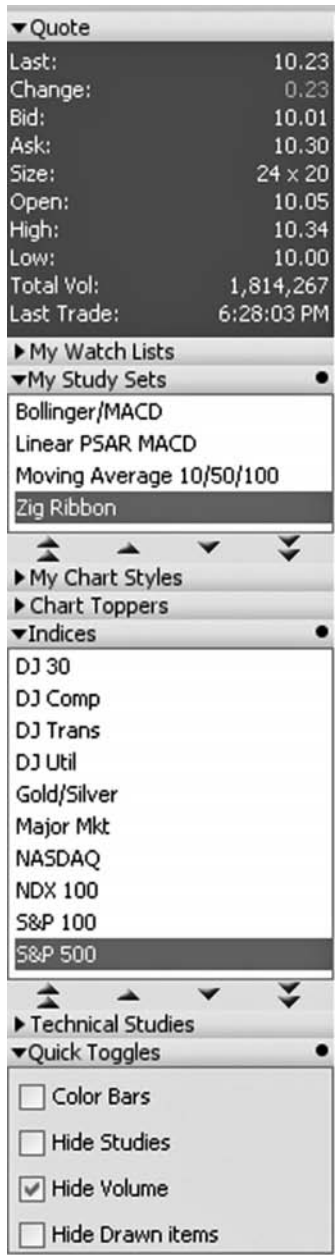 Quote
Last: 10.23
Change: 0.23
Bid: 10.01
Ask: 10.30
Size: 24 x 20
Open: 10.05
High: 10.34
Low: 10.00
Total Vol: 1,814,267
Last Trade: 6:28:03 PM
My Watch Lists
My Study Sets
Bollinger/MACD
Linear PSAR MACD
Moving Average 10/50/100
Zig Ribbon
My Chart Styles
Chart Toppers
Indices
DJ 30
DJ Comp
DJ Trans
DJ Util
Gold/Silver
Major Mkt
NASDAQ
NDX 100
S&P 100
S&P 500
Technical Studies
Quick Toggles
Color Bars
Hide Studies
Hide Volume
Hide Drawn items